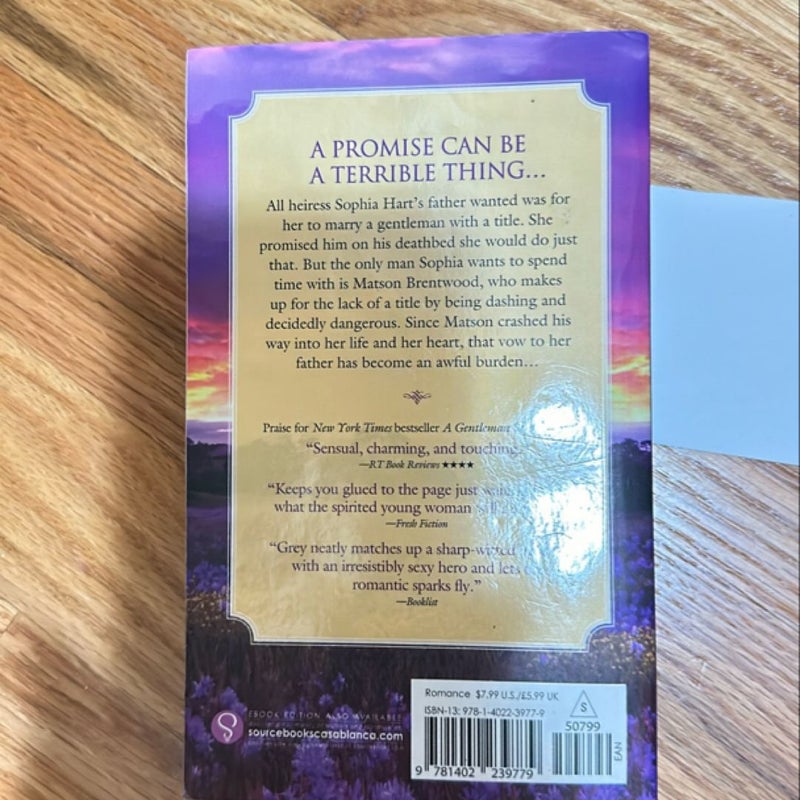 A PROMISE CAN BE
A TERRIBLE THING...
All heiress Sophia Hart's father wanted was for
her to marry a gentleman with a title. She
promised him on his deathbed she would do just
that. But the only man Sophia wants to spend
time with is Matson Brentwood, who makes
up for the lack of a title by being dashing and
decidedly dangerous. Since Matson crashed his
way into her life and her heart, that vow to her
father has become an awful burden...
Praise for New York Times bestseller A Gentleman
"Sensual, charming, and touching.
—RT Book Reviews ★★★★
"Keeps you glued to the page just
what the spirited young woman
—Fresh Fiction
"Grey neatly matches up a sharp-witted
with an irresistibly sexy hero and lets
romantic sparks fly."
—Booklist
EBOOK EDITION ALSO AVAILABLE
sourcebookscasablanca.com
Romance $7.99 U.S./£5.99 UK
ISBN-13: 978-1-4022-3977-9
S
50799
EAN
9 781402 239779